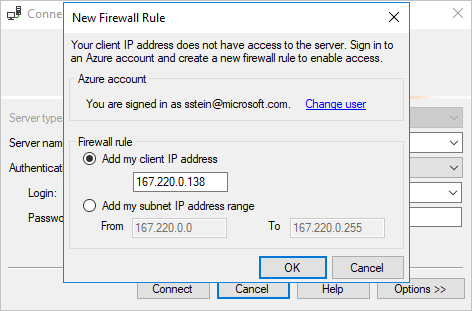 Conne
New Firewall Rule
Your client IP address does not have access to the server. Sign in to
an Azure account and create a new firewall rule to enable access.
Azure account
You are signed in as sstein@microsoft.com. Change user
Server type
Server nam
Authenticat
Login:
Passwo
Firewall rule
Add my client IP address
167.220.0.138
Add my subnet IP address range
From 167.220.0.0 To 167.220.0.255
OK Cancel
Connect Cancel Help Options >>